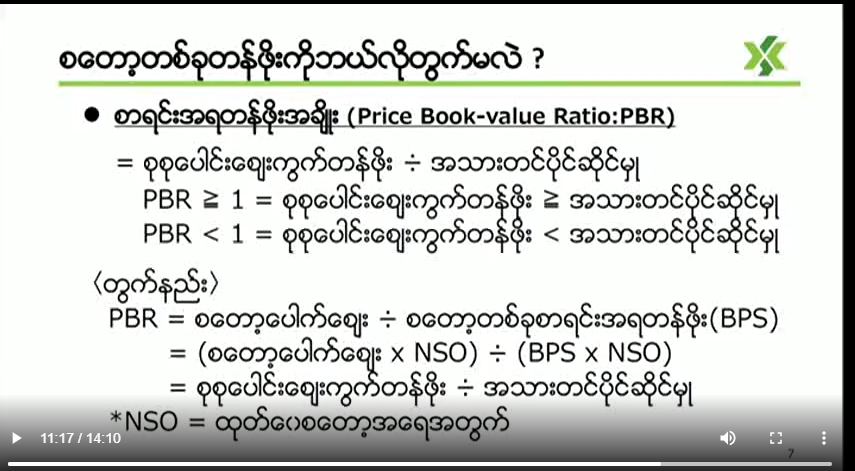 စတော့တစ်ခုတန်ဖိုးကိုဘယ်လိုတွက်မလဲ ?
● စာရင်းအရတန်ဖိုးအချိုး (Price Book-value Ratio:PBR)
= စုစုပေါင်းဈေးကွက်တန်ဖိုး ÷ အသားတင်ပိုင်ဆိုင်မှု
PBR ≧ 1 = စုစုပေါင်းဈေးကွက်တန်ဖိုး ≧ အသားတင်ပိုင်ဆိုင်မှု
PBR < 1 = စုစုပေါင်းဈေးကွက်တန်ဖိုး < အသားတင်ပိုင်ဆိုင်မှု
〈တွက်နည်း〉
PBR = စတော့ပေါက်ဈေး ÷ စတော့တစ်ခုစာရင်းအရတန်ဖိုး(BPS)
= (စတော့ပေါက်ဈေး x NSO) ÷ (BPS x NSO)
= စုစုပေါင်းဈေးကွက်တန်ဖိုး ÷ အသားတင်ပိုင်ဆိုင်မှု
*NSO = ထုတ်ဝေစတော့အရေအတွက်
11:17 / 14:10
7